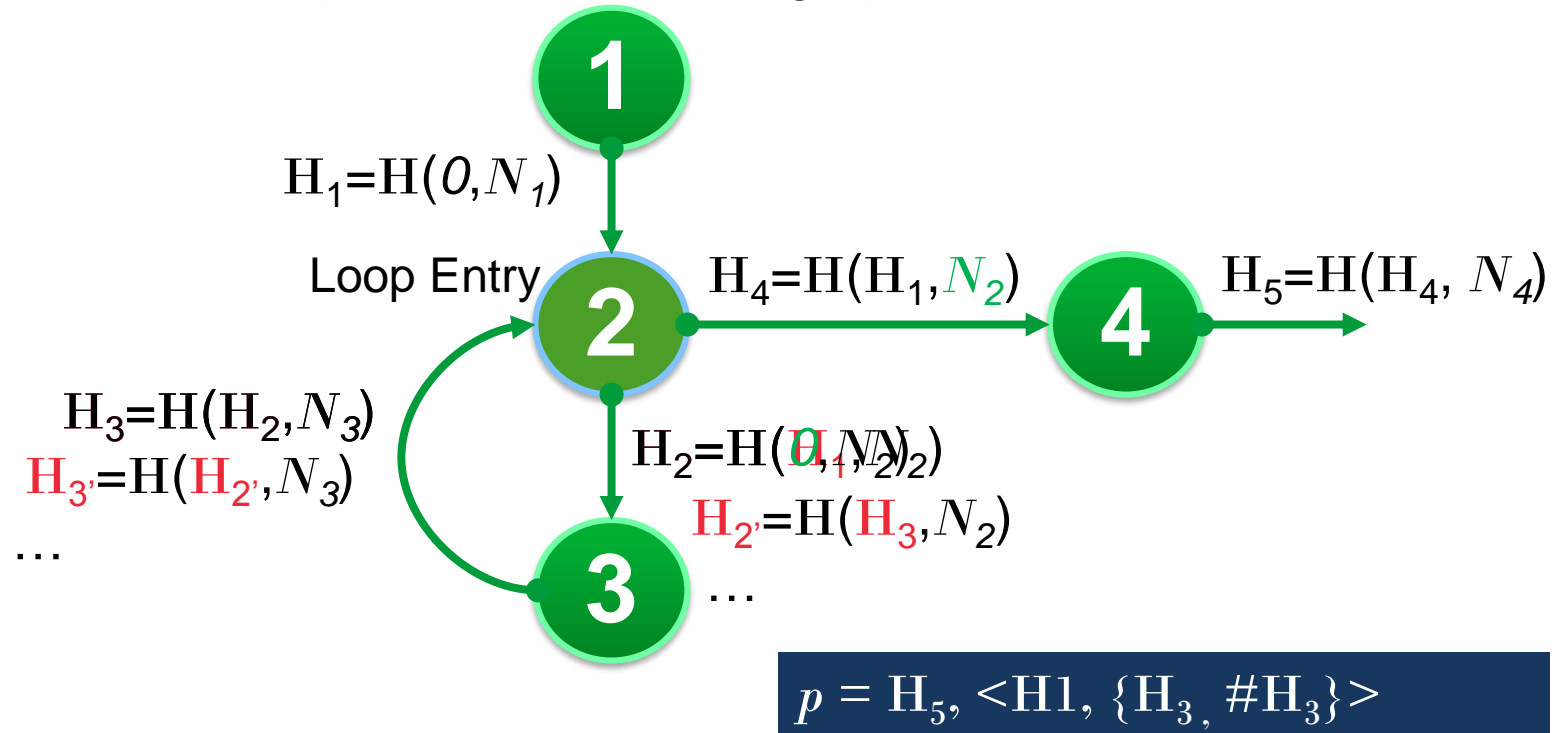 1
H₁=H(0,N₁)
Loop Entry
2
H₄=H(H₁,N₂)
4
H₅=H(H₄, N₄)
H₃=H(H₂,N₃)
H₃’=H(H₂’,N₃)
…
H₂=H(
H₂’=H(H₃,N₂)
…
3
p = H₅, <H1, {H₃ , #H₃}>